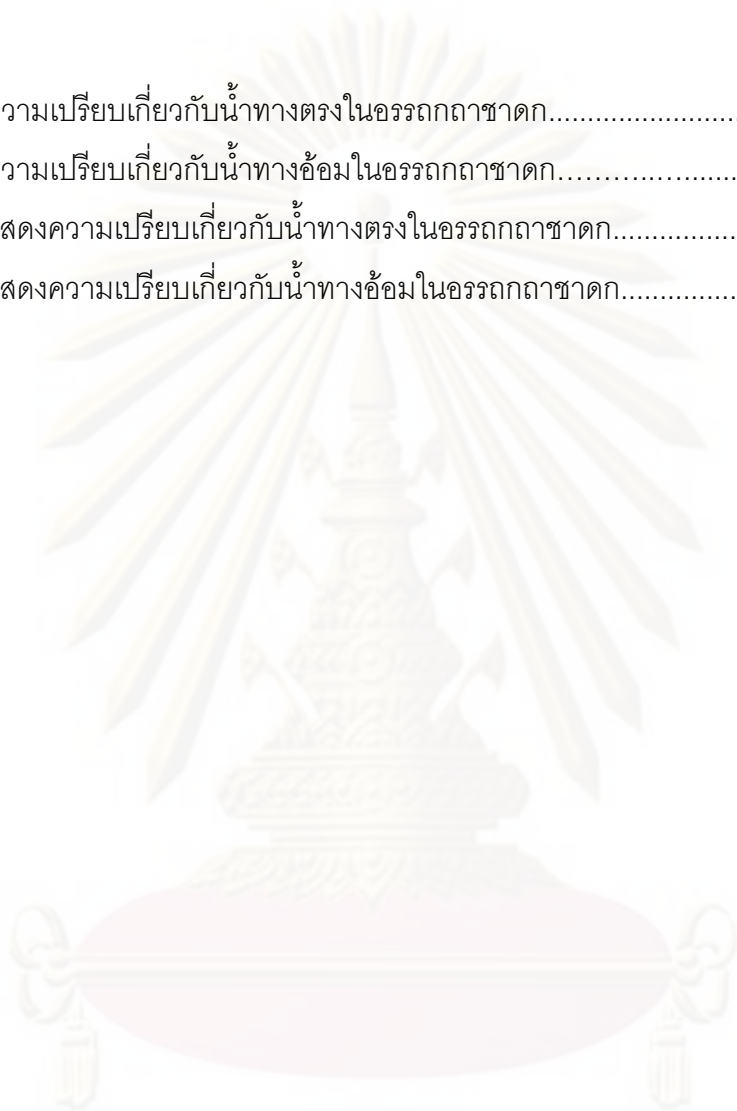 วามเปรียบเกี่ยวกับน้ำทางตรงในอรรถกถาชาดก........................
วามเปรียบเกี่ยวกับน้ำทางอ้อมในอรรถกถาชาดก.......................
สดงความเปรียบเกี่ยวกับน้ำทางตรงในอรรถกถาชาดก................
สดงความเปรียบเกี่ยวกับน้ำทางอ้อมในอรรถกถาชาดก...............